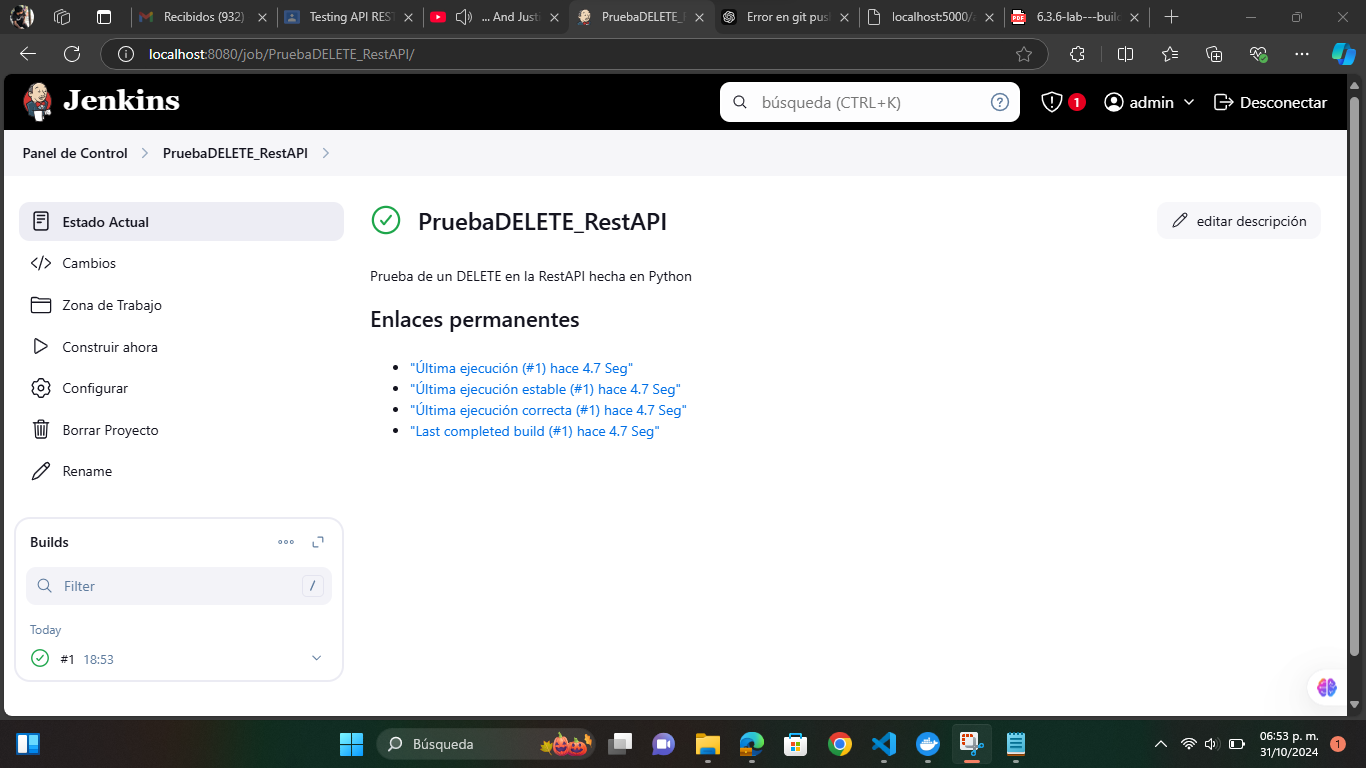 Recibidos (932)
Testing API REST
... And Justi
PruebaDELETE_R
Error en git push
localhost:5000/a
6.3.6-lab---build
localhost:8080/job/PruebaDELETE_RestAPI/
Jenkins
búsqueda (CTRL+K)
?
1
admin
Desconectar
Panel de Control
PruebaDELETE_RestAPI
Estado Actual
Cambios
Zona de Trabajo
Construir ahora
Configurar
Borrar Proyecto
Rename
PruebaDELETE_RestAPI
editar descripción
Prueba de un DELETE en la RestAPI hecha en Python
Enlaces permanentes
"Última ejecución (#1) hace 4.7 Seg"
"Última ejecución estable (#1) hace 4.7 Seg"
"Última ejecución correcta (#1) hace 4.7 Seg"
"Last completed build (#1) hace 4.7 Seg"
Builds
Filter
/
Today
#1 18:53
Búsqueda
06:53 p. m.
31/10/2024
1